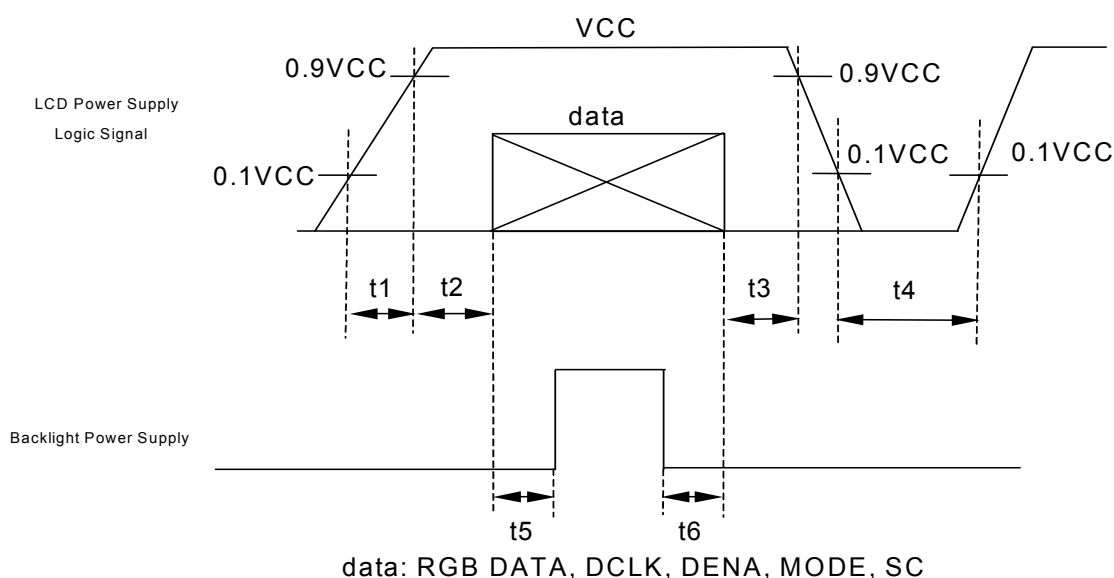 VCC
0.9VCC
0.9VCC
LCD Power Supply
Logic Signal
data
0.1VCC
0.1VCC
0.1VCC
t1
t2
t3
t4
Backlight Power Supply
t5
t6
data: RGB DATA, DCLK, DENA, MODE, SC